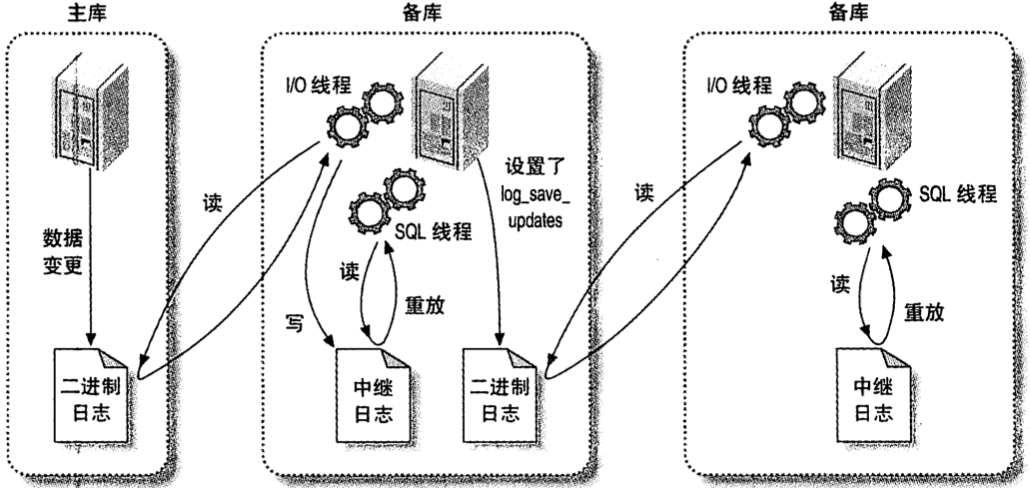 主库
数据
变更
二进制
日志
读
备库
I/O 线程
SQL 线程
读
重放
写
设置了
log_save_
updates
中继
日志
二进制
日志
读
备库
I/O 线程
SQL 线程
读
重放
中继
日志